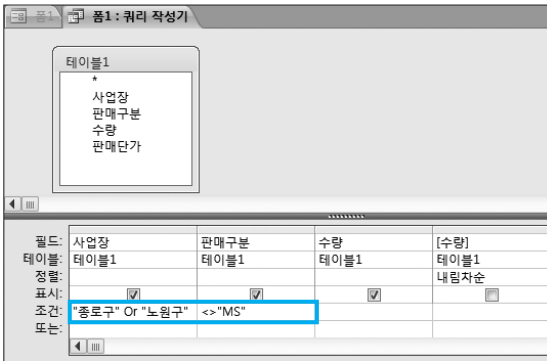 폼1 폼1 : 쿼리 작성기
테이블1
*
사업장
판매구분
수량
판매단가
필드: 사업장 판매구분 수량 [수량]
테이블: 테이블1 테이블1 테이블1 테이블1
정렬: 내림차순
표시:
조건: "종로구" Or "노원구" <>"MS"
또는: